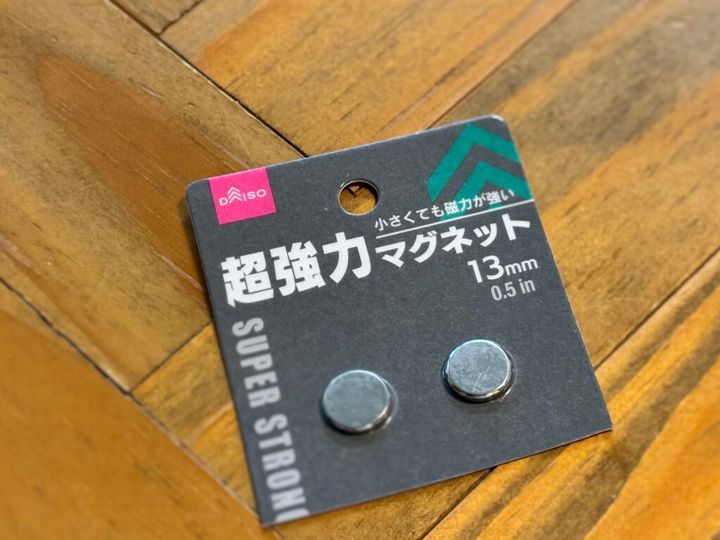 DAISO
小さくても磁力が強い
超強力マグネット
13mm
0.5 in
SUPER STRONG